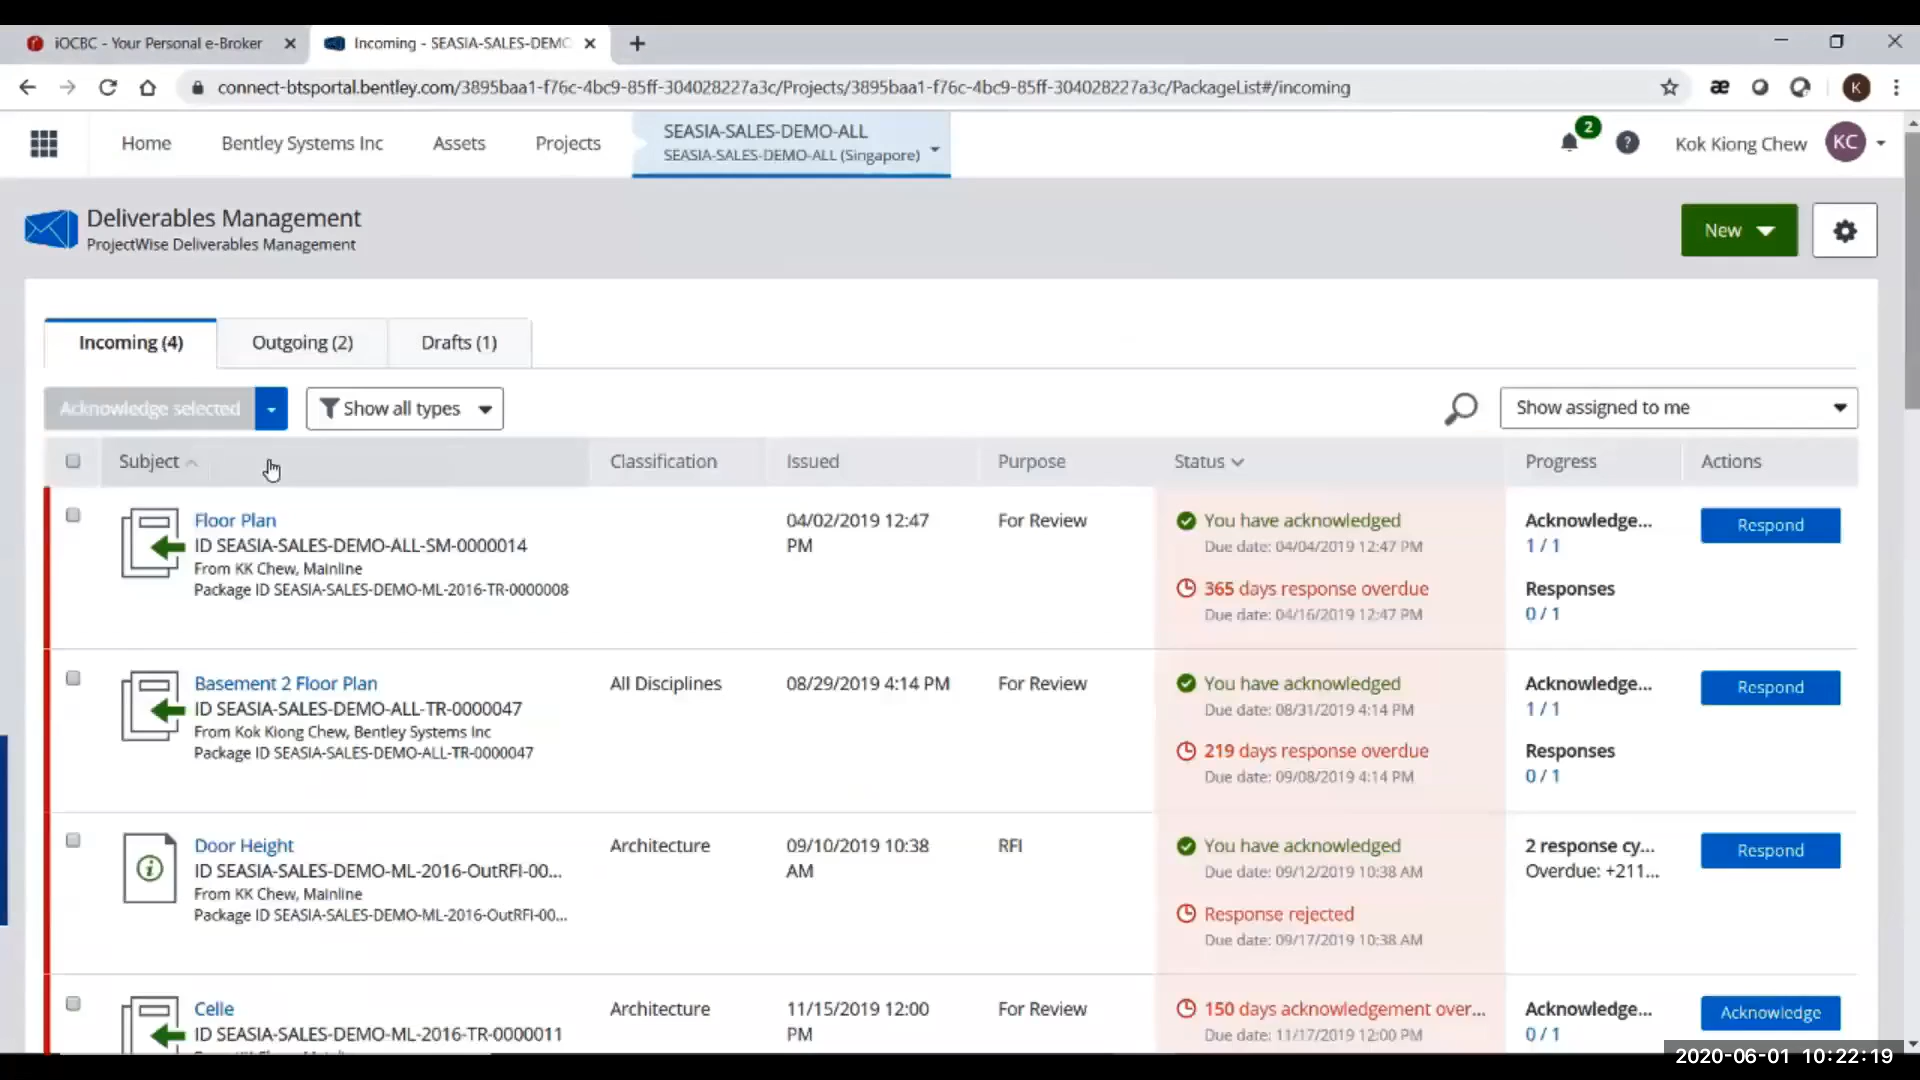 iOCBC - Your Personal e-Broker
Incoming - SEASIA-SALES-DEMO
connect-btsportal.bentley.com/3895baa1-f76c-4bc9-85ff-304028227a3c/Projects/3895baa1-f76c-4bc9-85ff-304028227a3c/PackageList#/incoming
æ
K
Home
Bentley Systems Inc
Assets
Projects
SEASIA-SALES-DEMO-ALL
SEASIA-SALES-DEMO-ALL (Singapore)
2
?
Kok Kiong Chew
KC
Deliverables Management
ProjectWise Deliverables Management
New
Incoming (4)
Outgoing (2)
Drafts (1)
Acknowledge selected
Show all types
Show assigned to me
Subject
Classification
Issued
Purpose
Status
Progress
Actions
Floor Plan
ID SEASIA-SALES-DEMO-ALL-SM-0000014
From KK Chew, Mainline
Package ID SEASIA-SALES-DEMO-ML-2016-TR-0000008
04/02/2019 12:47
PM
For Review
You have acknowledged
Due date: 04/04/2019 12:47 PM
365 days response overdue
Due date: 04/16/2019 12:47 PM
Acknowledge...
1 / 1
Responses
0 / 1
Respond
Basement 2 Floor Plan
ID SEASIA-SALES-DEMO-ALL-TR-0000047
From Kok Kiong Chew, Bentley Systems Inc
Package ID SEASIA-SALES-DEMO-ALL-TR-0000047
All Disciplines
08/29/2019 4:14 PM
For Review
You have acknowledged
Due date: 08/31/2019 4:14 PM
219 days response overdue
Due date: 09/08/2019 4:14 PM
Acknowledge...
1 / 1
Responses
0 / 1
Respond
Door Height
ID SEASIA-SALES-DEMO-ML-2016-OutRFI-00...
From KK Chew, Mainline
Package ID SEASIA-SALES-DEMO-ML-2016-OutRFI-00...
Architecture
09/10/2019 10:38
AM
RFI
You have acknowledged
Due date: 09/12/2019 10:38 AM
Response rejected
Due date: 09/17/2019 10:38 AM
2 response cy...
Overdue: +211...
Respond
Celle
ID SEASIA-SALES-DEMO-ML-2016-TR-0000011
Architecture
11/15/2019 12:00
PM
For Review
150 days acknowledgement over...
Due date: 11/17/2019 12:00 PM
Acknowledge...
0 / 1
Acknowledge
2020-06-01 10:22:19